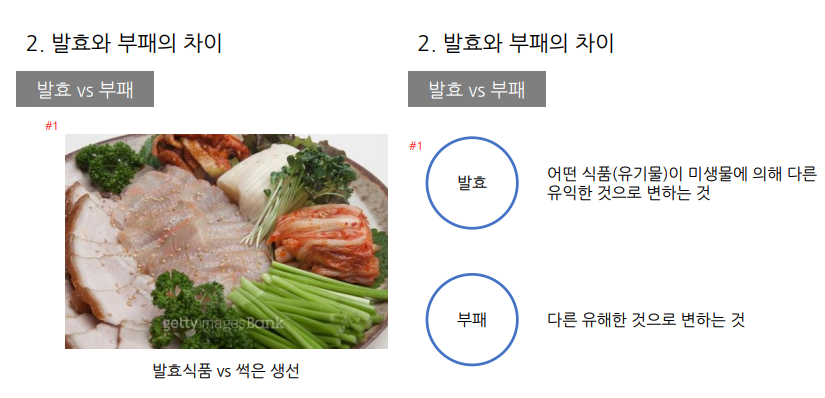 2. 발효와 부패의 차이
발효 vs 부패
#1
gettyimages Bank
발효식품 vs 썩은 생선
2. 발효와 부패의 차이
발효 vs 부패
#1
발효
어떤 식품(유기물)이 미생물에 의해 다른
유익한 것으로 변하는 것
부패
다른 유해한 것으로 변하는 것